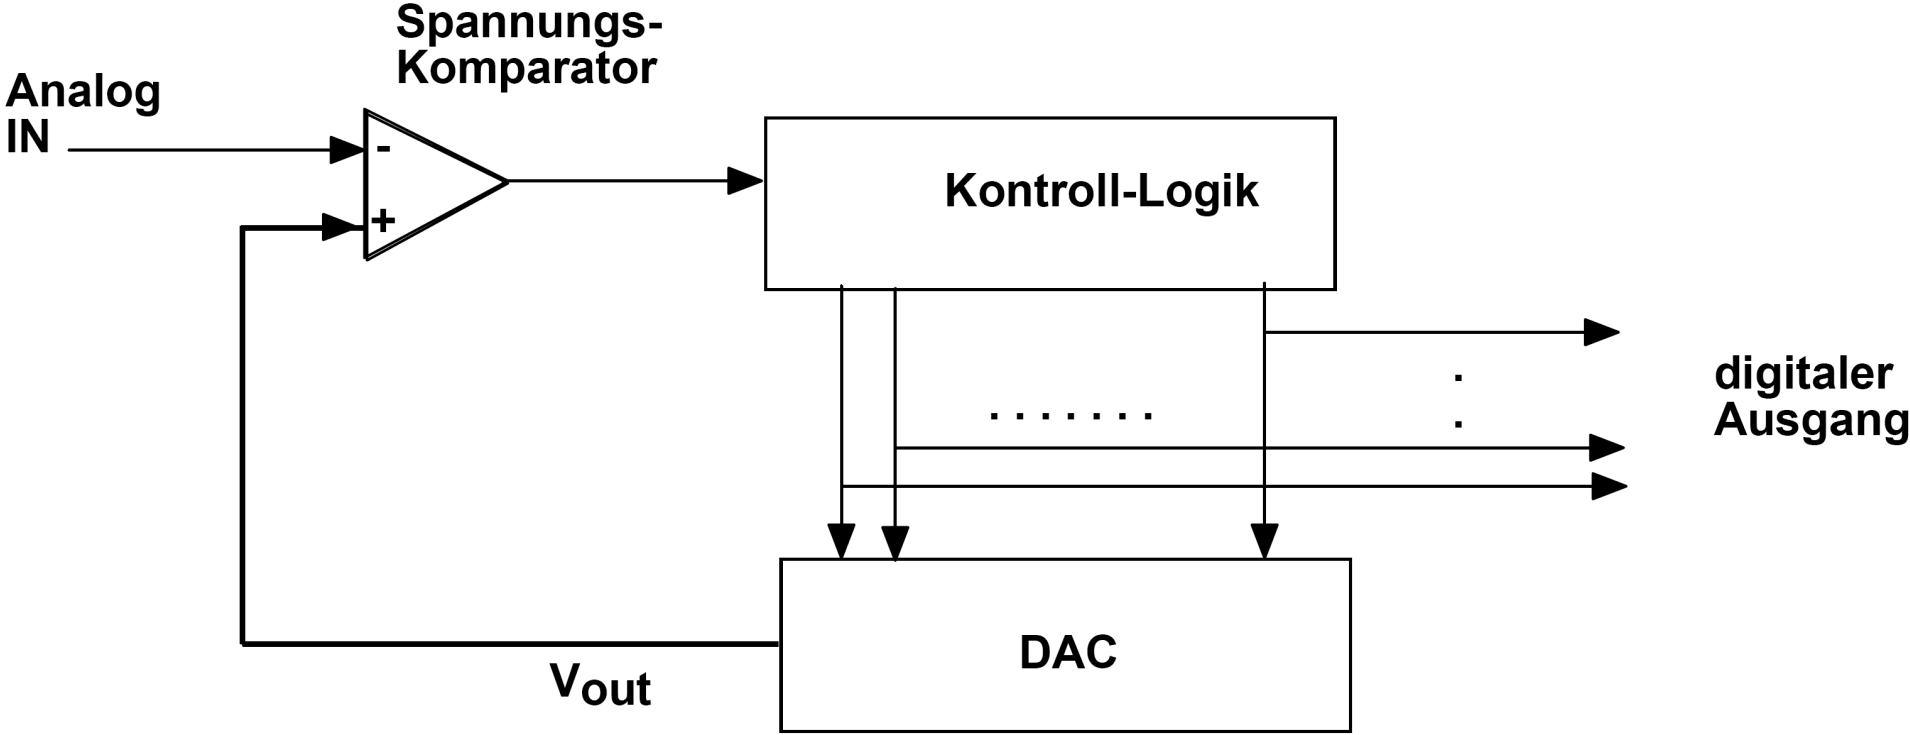 Spannungs-
Komparator
Analog
IN
-
+
Kontroll-Logik
. . . . . . .
.
.
digitaler
Ausgang
DAC
Vout